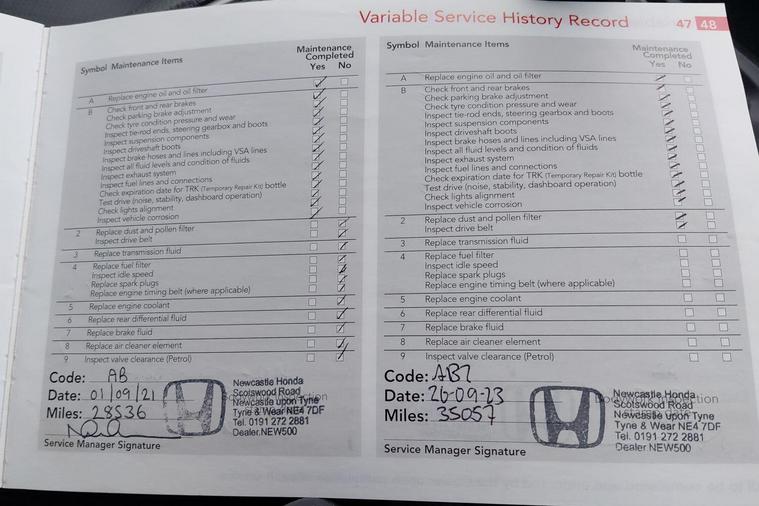 Variable Service History Record 47 48
Symbol Maintenance Items
Maintenance
Completed
Yes No
A Replace engine oil and oil filter
B Check front and rear brakes
Check parking brake adjustment
Check tyre condition pressure and wear
Inspect tie-rod ends, steering gearbox and boots
Inspect suspension components
Inspect driveshaft boots
Inspect brake hoses and lines including VSA lines
Inspect all fluid levels and condition of fluids
Inspect exhaust system
Inspect fuel lines and connections
Check expiration date for TRK (Temporary Repair Kit) bottle
Test drive (noise, stability, dashboard operation)
Check lights alignment
Inspect vehicle corrosion
2 Replace dust and pollen filter
Inspect drive belt
3 Replace transmission fluid
4 Replace fuel filter
Inspect idle speed
Replace spark plugs
Replace engine timing belt (where applicable)
5 Replace engine coolant
6 Replace rear differential fluid
7 Replace brake fluid
8 Replace air cleaner element
9 Inspect valve clearance (Petrol)
Code: AB
Date: 01/09/21
Miles: 28536
Service Manager Signature
Newcastle Honda
Scotswood Road
Newcastle upon Tyne
Tyne & Wear NE4 7DF
Tel. 0191 272 2881
Dealer.NEW500
Symbol Maintenance Items
Maintenance
Completed
Yes No
A Replace engine oil and oil filter
B Check front and rear brakes
Check parking brake adjustment
Check tyre condition pressure and wear
Inspect tie-rod ends, steering gearbox and boots
Inspect suspension components
Inspect driveshaft boots
Inspect brake hoses and lines including VSA lines
Inspect all fluid levels and condition of fluids
Inspect exhaust system
Inspect fuel lines and connections
Check expiration date for TRK (Temporary Repair Kit) bottle
Test drive (noise, stability, dashboard operation)
Check lights alignment
Inspect vehicle corrosion
2 Replace dust and pollen filter
Inspect drive belt
3 Replace transmission fluid
4 Replace fuel filter
Inspect idle speed
Replace spark plugs
Replace engine timing belt (where applicable)
5 Replace engine coolant
6 Replace rear differential fluid
7 Replace brake fluid
8 Replace air cleaner element
9 Inspect valve clearance (Petrol)
Code: AB2
Date: 26-09-23
Miles: 35057
Service Manager Signature
Newcastle Honda
Scotswood Road
Newcastle upon Tyne
Tyne & Wear NE4 7DF
Tel. 0191 272 2881
Dealer NEW500